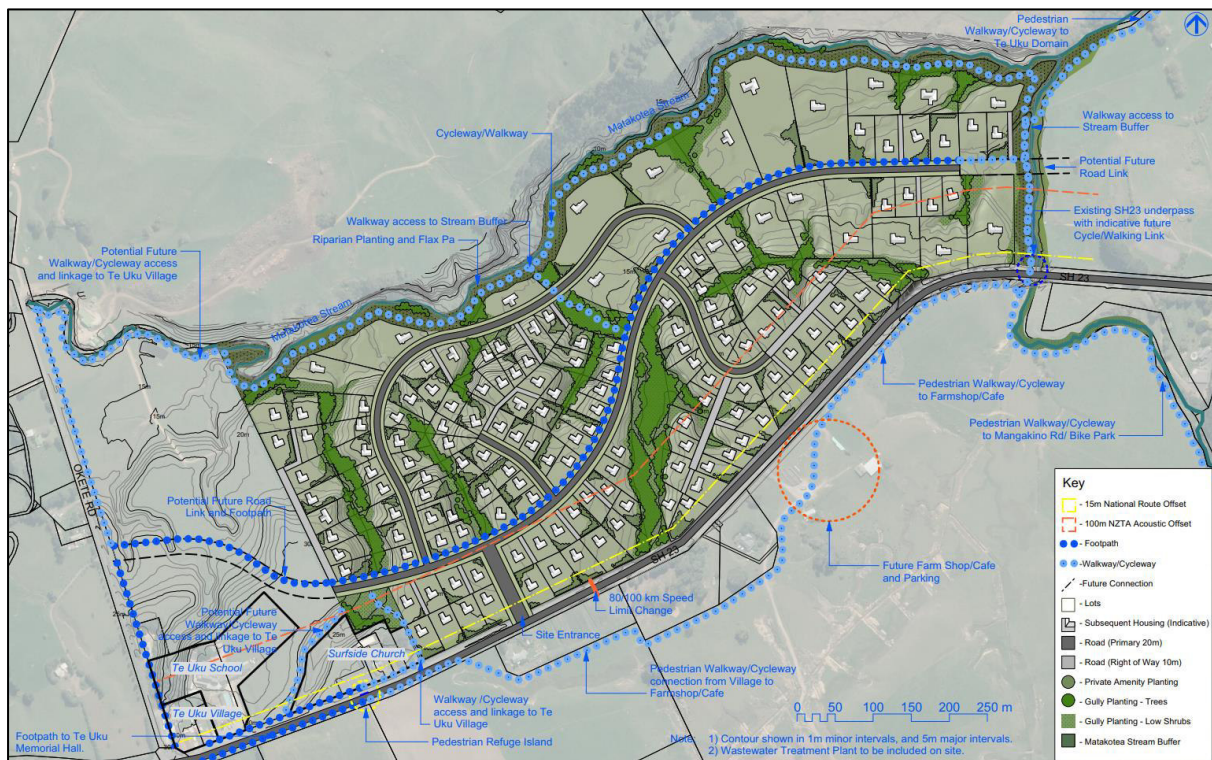 Pedestrian
Walkway/Cycleway to
Te Uku Domain
Matakotea Stream
15m
10m
Cycleway/Walkway
Walkway access to
Stream Buffer
Potential Future
Road Link
Walkway access to Stream Buffer
Riparian Planting and Flax Pa
Existing SH23 underpass
with indicative future
Cycle/Walking Link
Potential Future
Walkway/Cycleway access
and linkage to Te Uku Village
SH 23
15m
Matakotea Stream
15m
15m
20m
Pedestrian Walkway/Cycleway
to Farmshop/Cafe
Pedestrian Walkway/Cycleway
to Mangakino Rd/ Bike Park
OKETE RD
Potential Future Road
Link and Footpath
SH 23
Future Farm Shop/Cafe
and Parking
80/100 km Speed
Limit Change
Potential Future
Walkway/Cycleway
access and linkage to Te
Uku Village
25m
25m
Site Entrance
Surfside Church
Te Uku School
Pedestrian Walkway/Cycleway
connection from Village to
Farmshop/Cafe
Walkway /Cycleway
access and linkage to Te
Uku Village
Te Uku Village
Footpath to Te Uku
Memorial Hall.
Pedestrian Refuge Island
0 50 100 150 200 250 m
Note: 1) Contour shown in 1m minor intervals, and 5m major intervals.
2) Wastewater Treatment Plant to be included on site.
Key
- 15m National Route Offset
- 100m NZTA Acoustic Offset
- Footpath
-Walkway/Cycleway
-Future Connection
- Lots
- Subsequent Housing (Indicative)
- Road (Primary 20m)
- Road (Right of Way 10m)
- Private Amenity Planting
- Gully Planting - Trees
- Gully Planting - Low Shrubs
- Matakotea Stream Buffer